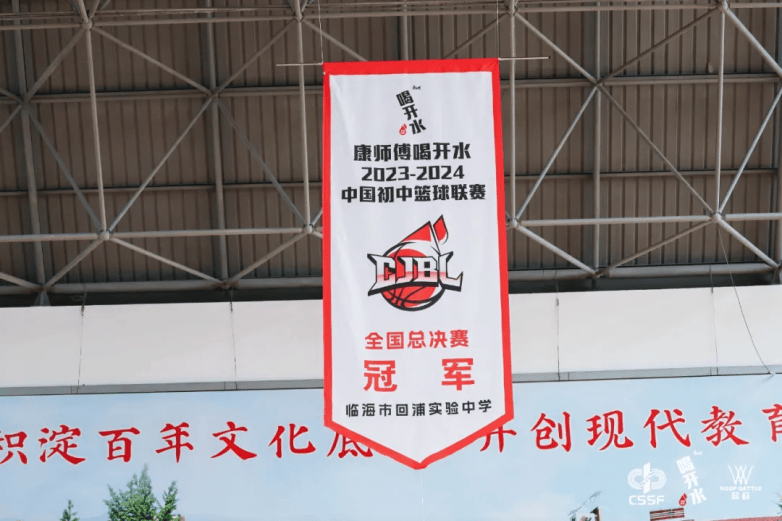 喝开水
康师傅喝开水
2023-2024
中国初中篮球联赛
CJBL
全国总决赛
冠军
临海市回浦实验中学
积淀百年文化底 开创现代教育
CSSF
喝开水